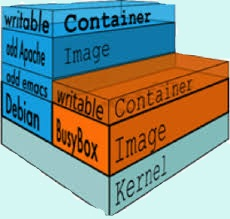 writable Container
add Apache Image
add emacs writable Container
Debian BusyBox Image
Kernel